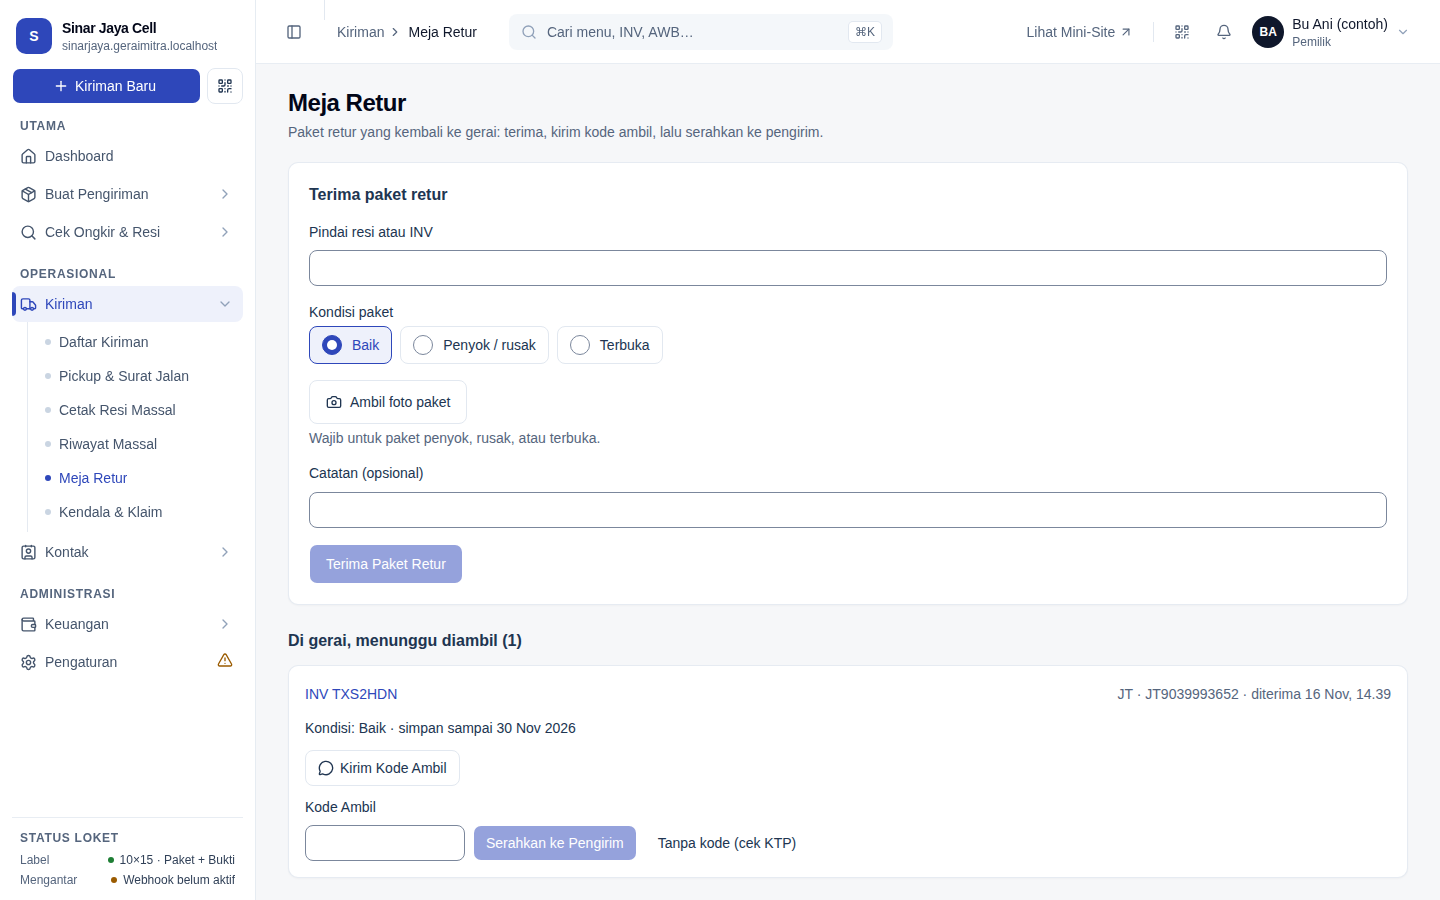 S
Sinar Jaya Cell
sinarjaya.geraimitra.localhost
Kiriman Baru
UTAMA
Dashboard
Buat Pengiriman
Cek Ongkir & Resi
OPERASIONAL
Kiriman
Daftar Kiriman
Pickup & Surat Jalan
Cetak Resi Massal
Riwayat Massal
Meja Retur
Kendala & Klaim
Kontak
ADMINISTRASI
Keuangan
Pengaturan
STATUS LOKET
Label 10×15 · Paket + Bukti
Mengantar Webhook belum aktif
Kiriman Meja Retur
Cari menu, INV, AWB…
⌘K
Lihat Mini-Site
BA
Bu Ani (contoh)
Pemilik
Meja Retur
Paket retur yang kembali ke gerai: terima, kirim kode ambil, lalu serahkan ke pengirim.
Terima paket retur
Pindai resi atau INV
Kondisi paket
Baik Penyok / rusak Terbuka
Ambil foto paket
Wajib untuk paket penyok, rusak, atau terbuka.
Catatan (opsional)
Terima Paket Retur
Di gerai, menunggu diambil (1)
INV TXS2HDN JT · JT9039993652 · diterima 16 Nov, 14.39
Kondisi: Baik · simpan sampai 30 Nov 2026
Kirim Kode Ambil
Kode Ambil
Serahkan ke Pengirim Tanpa kode (cek KTP)